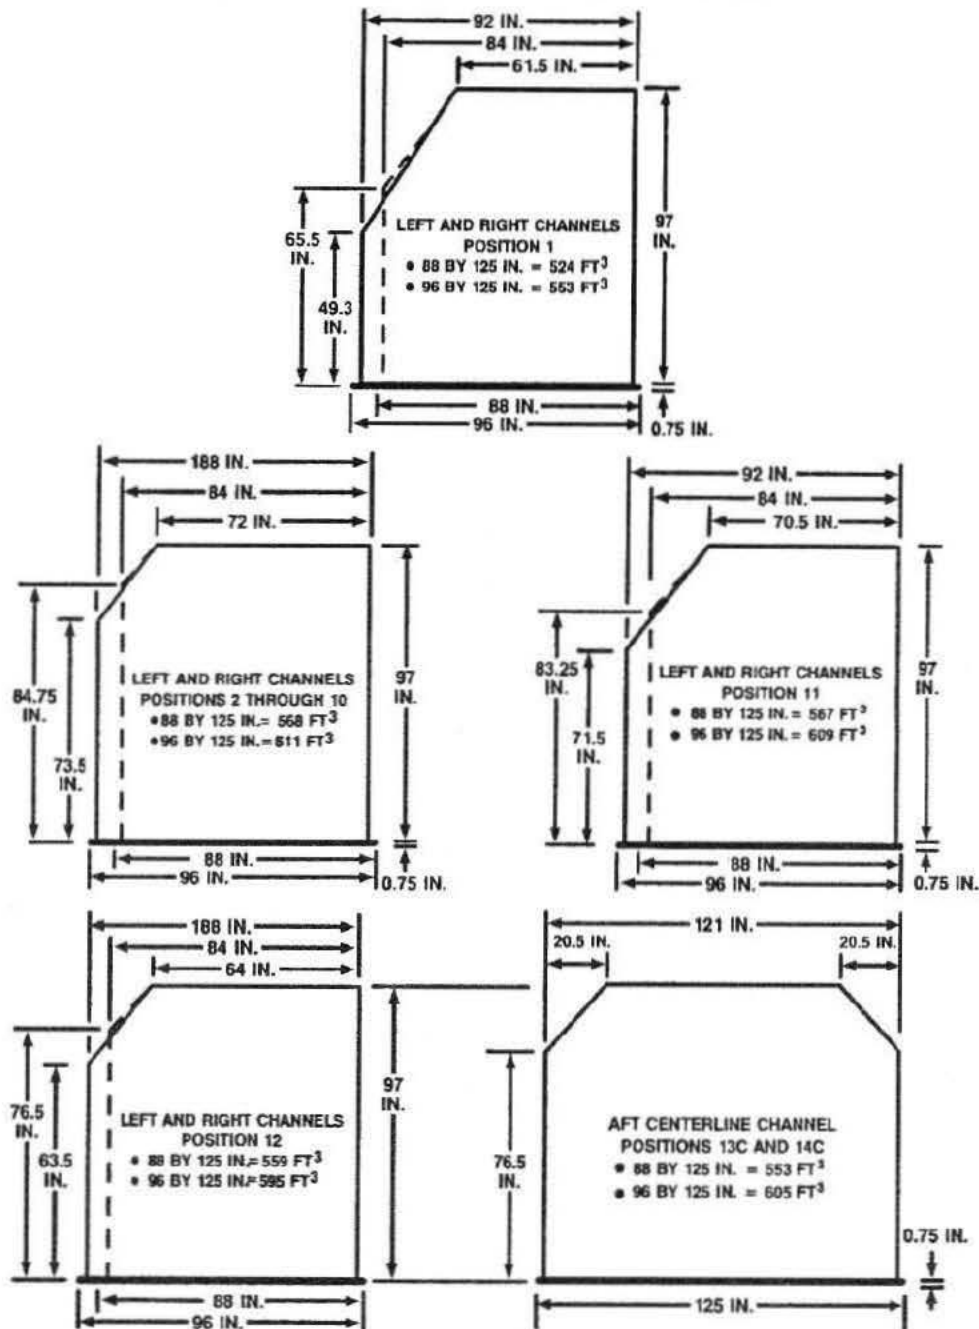 92 IN.
84 IN.
61.5 IN.
65.5
IN.
49.3
IN.
97
IN.
LEFT AND RIGHT CHANNELS
POSITION 1
• 88 BY 125 IN. = 524 FT³
• 96 BY 125 IN. = 553 FT³
88 IN.
96 IN.
0.75 IN.
188 IN.
84 IN.
72 IN.
84.75
IN.
73.5
IN.
97
IN.
LEFT AND RIGHT CHANNELS
POSITIONS 2 THROUGH 10
• 88 BY 125 IN. = 568 FT³
• 96 BY 125 IN. = 611 FT³
88 IN.
96 IN.
0.75 IN.
92 IN.
84 IN.
70.5 IN.
83.25
IN.
71.5
IN.
97
IN.
LEFT AND RIGHT CHANNELS
POSITION 11
• 88 BY 125 IN. = 567 FT³
• 96 BY 125 IN. = 609 FT³
88 IN.
96 IN.
0.75 IN.
188 IN.
84 IN.
64 IN.
76.5
IN.
63.5
IN.
97
IN.
LEFT AND RIGHT CHANNELS
POSITION 12
• 88 BY 125 IN. = 559 FT³
• 96 BY 125 IN. = 595 FT³
88 IN.
96 IN.
121 IN.
20.5 IN.
20.5 IN.
76.5
IN.
AFT CENTERLINE CHANNEL
POSITIONS 13C AND 14C
• 88 BY 125 IN. = 553 FT³
• 96 BY 125 IN. = 605 FT³
0.75 IN.
125 IN.